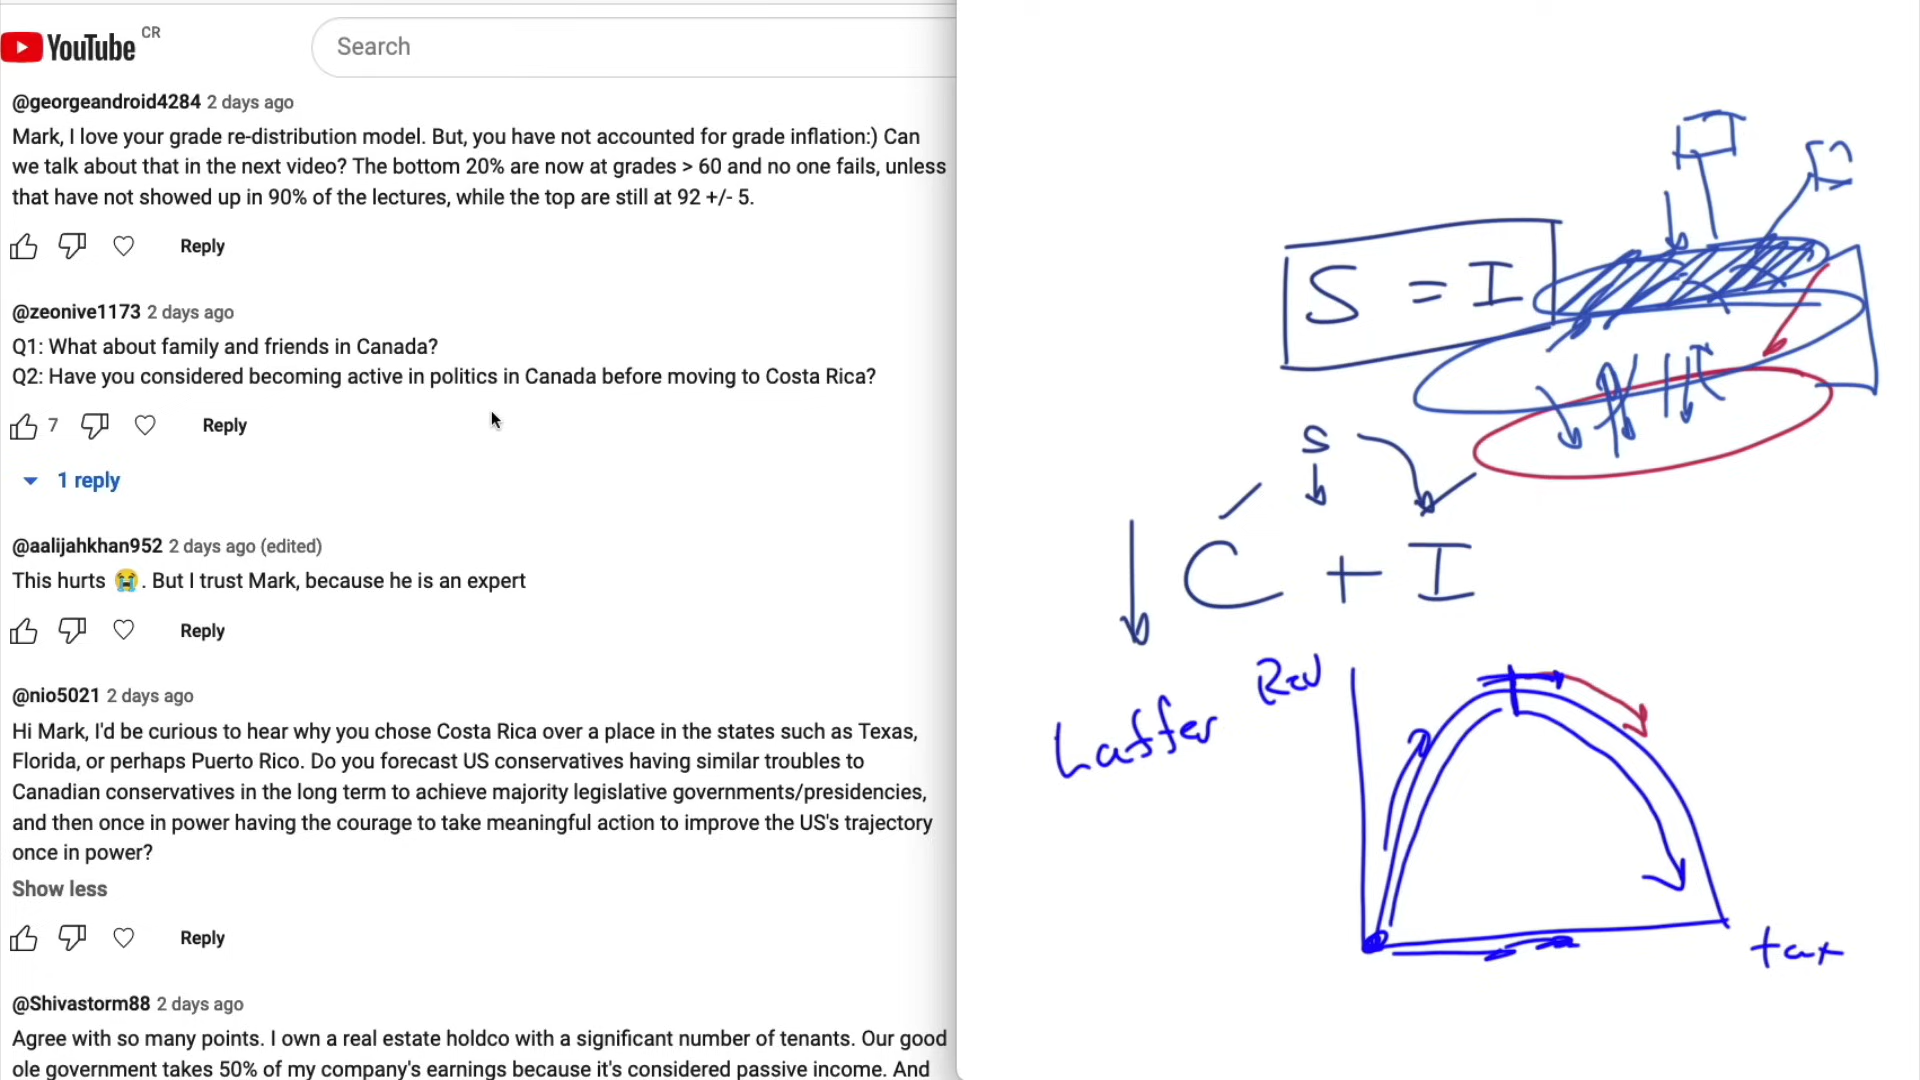 YouTube CR
Search
@georgeandroid4284 2 days ago
Mark, I love your grade re-distribution model. But, you have not accounted for grade inflation:) Can
we talk about that in the next video? The bottom 20% are now at grades > 60 and no one fails, unless
that have not showed up in 90% of the lectures, while the top are still at 92 +/- 5.
Reply
@zeonive1173 2 days ago
Q1: What about family and friends in Canada?
Q2: Have you considered becoming active in politics in Canada before moving to Costa Rica?
7 Reply
1 reply
@aalijahkhan952 2 days ago (edited)
This hurts 😭. But I trust Mark, because he is an expert
Reply
@nio5021 2 days ago
Hi Mark, I'd be curious to hear why you chose Costa Rica over a place in the states such as Texas,
Florida, or perhaps Puerto Rico. Do you forecast US conservatives having similar troubles to
Canadian conservatives in the long term to achieve majority legislative governments/presidencies,
and then once in power having the courage to take meaningful action to improve the US's trajectory
once in power?
Show less
Reply
@Shivastorm88 2 days ago
Agree with so many points. I own a real estate holdco with a significant number of tenants. Our good
ole government takes 50% of my company's earnings because it's considered passive income. And
S = I
S
C + I
Rev
Laffer
tax